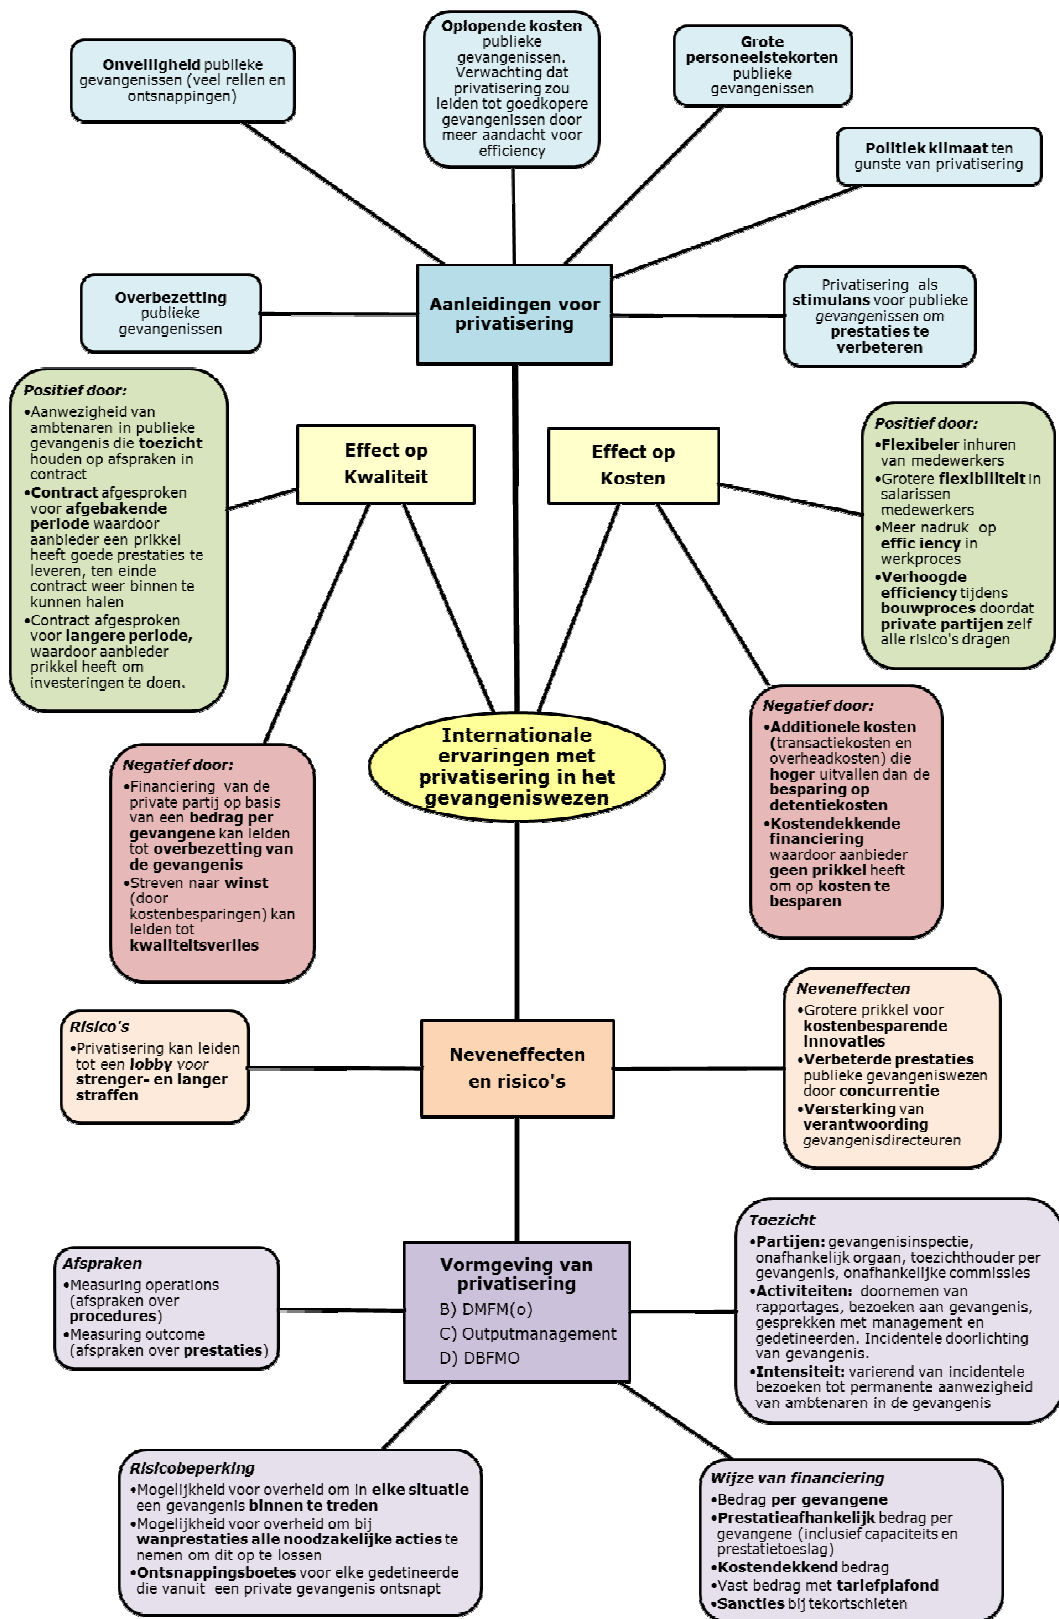 Onveiligheid publieke
gevangenissen (veel rellen en
ontsnappingen)
Oplopende kosten
publieke
gevangenissen.
Verwachting dat
privatisering zou
leiden tot goedkopere
gevangenissen door
meer aandacht voor
efficiency
Grote
personeelstekorten
publieke
gevangenissen
Politiek klimaat ten
gunste van privatisering
Overbezetting
publieke
gevangenissen
Aanleidingen voor
privatisering
Privatisering als
stimulans voor publieke
gevangenissen om
prestaties te
verbeteren
Positief door:
•Aanwezigheid van
ambtenaren in publieke
gevangenis die toezicht
houden op afspraken in
contract
•Contract afgesproken
voor afgebakende
periode waardoor
aanbieder een prikkel
heeft goede prestaties te
leveren, ten einde
contract weer binnen te
kunnen halen
•Contract afgesproken
voor langere periode,
waardoor aanbieder
prikkel heeft om
investeringen te doen.
Effect op
Kwaliteit
Effect op
Kosten
Positief door:
•Flexibeler inhuren
van medewerkers
•Grotere flexibiliteit in
salarissen
medewerkers
•Meer nadruk op
effic iency in
werkproces
•Verhoogde
efficiency tijdens
bouwproces doordat
private partijen zelf
alle risico's dragen
Negatief door:
•Financiering van de
private partij op basis
van een bedrag per
gevangene kan leiden
tot overbezetting van
de gevangenis
•Streven naar winst
(door
kostenbesparingen) kan
leiden tot
kwaliteitsverlies
Internationale
ervaringen met
privatisering in het
gevangeniswezen
Negatief door:
•Additionele kosten
(transactiekosten en
overheadkosten) die
hoger uitvallen dan de
besparing op
detentiekosten
•Kostendekkende
financiering
waardoor aanbieder
geen prikkel heeft
om op kosten te
besparen
Risico's
•Privatisering kan leiden
tot een lobby voor
strenger- en langer
straffen
Neveneffecten
en risico's
Neveneffecten
•Grotere prikkel voor
kostenbesparende
innovaties
•Verbeterde prestaties
publieke gevangeniswezen
door concurrentie
•Versterking van
verantwoording
gevangenisdirecteuren
Afspraken
•Measuring operations
(afspraken over
procedures)
•Measuring outcome
(afspraken over prestaties)
Vormgeving van
privatisering
B) DMFM(o)
C) Outputmanagement
D) DBFMO
Toezicht
•Partijen: gevangenisinspectie,
onafhankelijk orgaan, toezichthouder per
gevangenis, onafhankelijke commissies
•Activiteiten: doornemen van
rapportages, bezoeken aan gevangenis,
gesprekken met management en
gedetineerden. Incidentele doorlichting
van gevangenis.
•Intensiteit: varierend van incidentele
bezoeken tot permanente aanwezigheid
van ambtenaren in de gevangenis
Risicobeperking
•Mogelijkheid voor overheid om in elke situatie
een gevangenis binnen te treden
•Mogelijkheid voor overheid om bij
wanprestaties alle noodzakelijke acties te
nemen om dit op te lossen
•Ontsnappingsboetes voor elke gedetineerde
die vanuit een private gevangenis ontsnapt
Wijze van financiering
•Bedrag per gevangene
•Prestatieafhankelijk bedrag per
gevangene (inclusief capaciteits en
prestatietoeslag)
•Kostendekkend bedrag
•Vast bedrag met tariefplafond
•Sancties bij tekortschieten